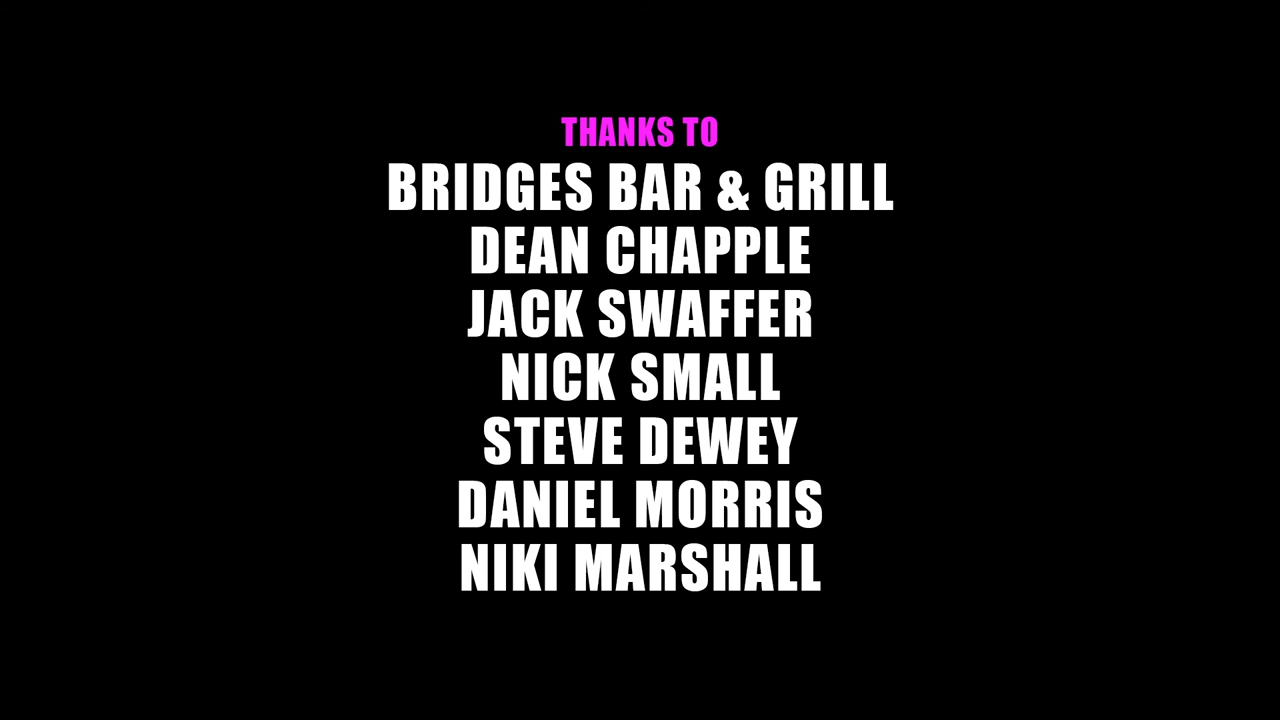 THANKS TO
BRIDGES BAR & GRILL
DEAN CHAPPLE
JACK SWAFFER
NICK SMALL
STEVE DEWEY
DANIEL MORRIS
NIKI MARSHALL